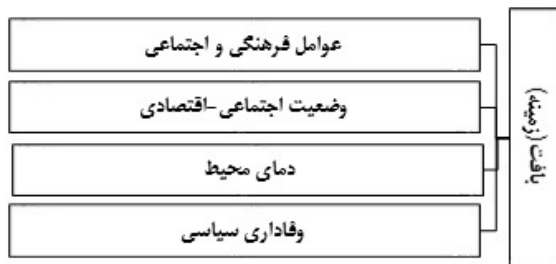 بافت(زمینه)
عوامل فرهنگی و اجتماعی
وضعیت اجتماعی-اقتصادی
دمای محیط
وفاداری سیاسی